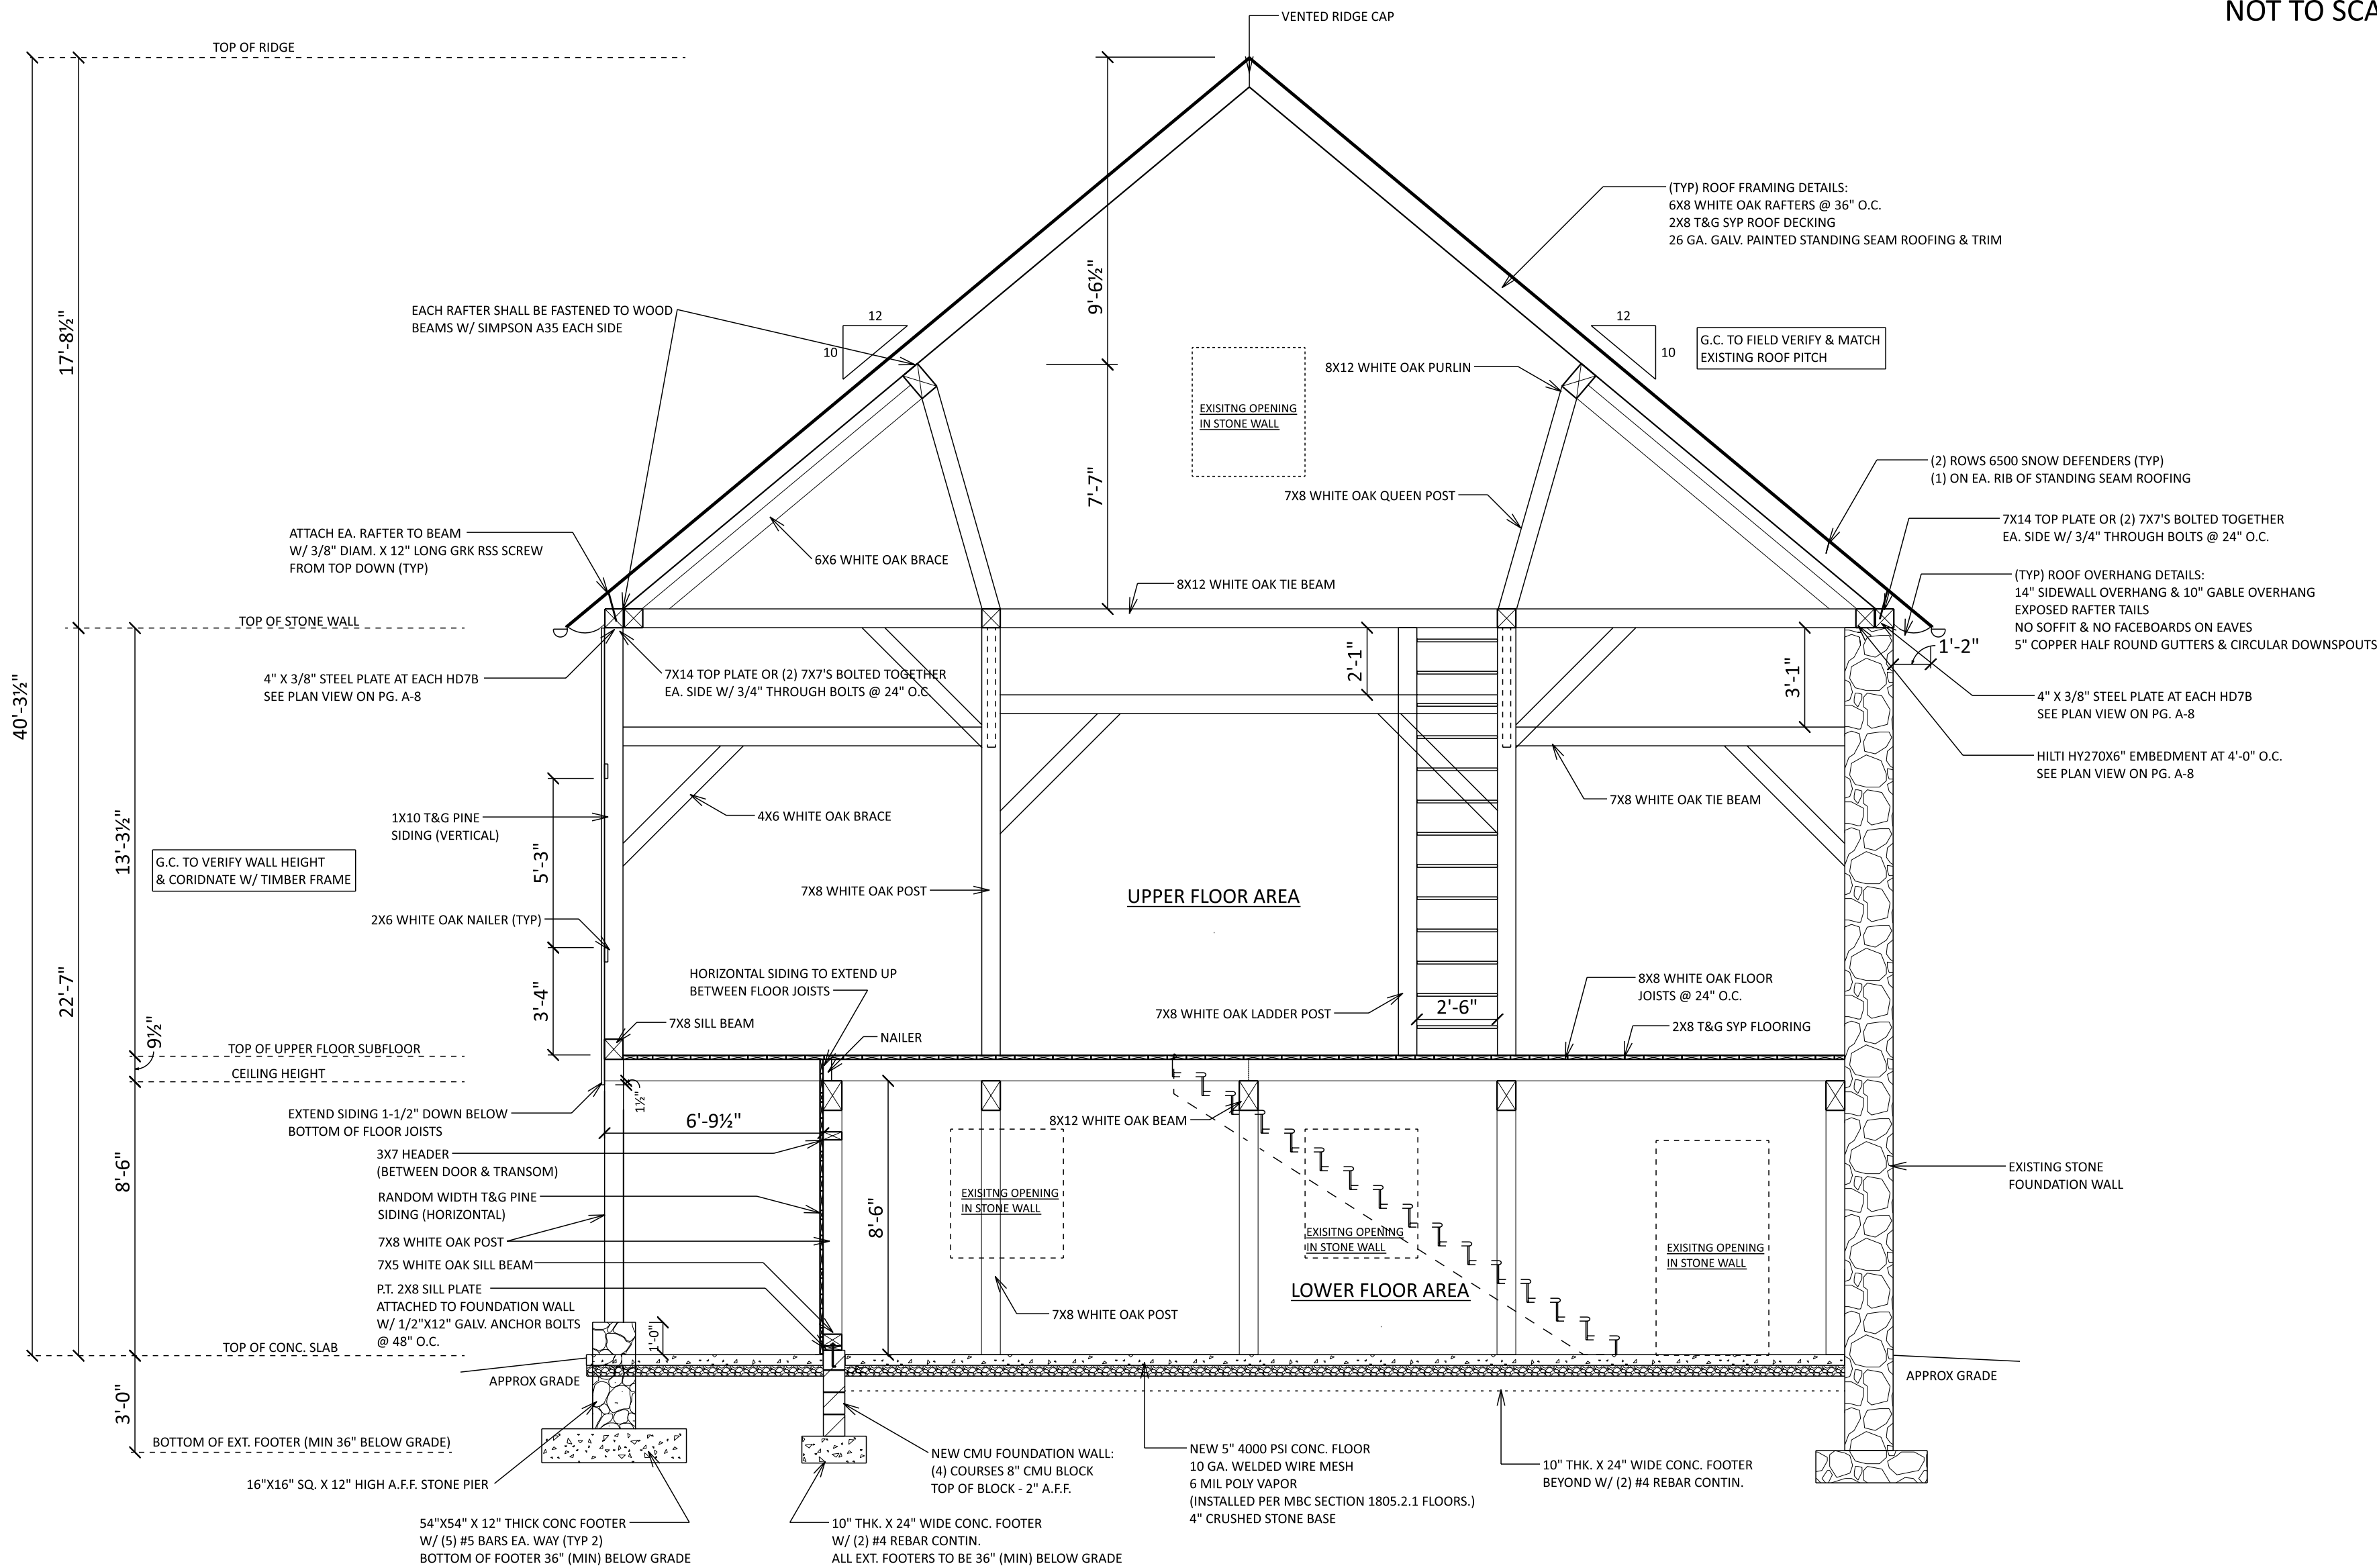 NOT TO SCA
VENTED RIDGE CAP
TOP OF RIDGE
(TYP) ROOF FRAMING DETAILS:
6X8 WHITE OAK RAFTERS @ 36" O.C.
2X8 T&G SYP ROOF DECKING
26 GA. GALV. PAINTED STANDING SEAM ROOFING & TRIM
9'-6½"
17'-8½"
EACH RAFTER SHALL BE FASTENED TO WOOD
BEAMS W/ SIMPSON A35 EACH SIDE
12
10
12
10
G.C. TO FIELD VERIFY & MATCH
EXISTING ROOF PITCH
8X12 WHITE OAK PURLIN
EXISITNG OPENING
IN STONE WALL
7'-7"
7X8 WHITE OAK QUEEN POST
(2) ROWS 6500 SNOW DEFENDERS (TYP)
(1) ON EA. RIB OF STANDING SEAM ROOFING
ATTACH EA. RAFTER TO BEAM
W/ 3/8" DIAM. X 12" LONG GRK RSS SCREW
FROM TOP DOWN (TYP)
6X6 WHITE OAK BRACE
8X12 WHITE OAK TIE BEAM
7X14 TOP PLATE OR (2) 7X7'S BOLTED TOGETHER
EA. SIDE W/ 3/4" THROUGH BOLTS @ 24" O.C.
(TYP) ROOF OVERHANG DETAILS:
14" SIDEWALL OVERHANG & 10" GABLE OVERHANG
EXPOSED RAFTER TAILS
NO SOFFIT & NO FACEBOARDS ON EAVES
5" COPPER HALF ROUND GUTTERS & CIRCULAR DOWNSPOUTS
1'-2"
TOP OF STONE WALL
40'-3½"
4" X 3/8" STEEL PLATE AT EACH HD7B
SEE PLAN VIEW ON PG. A-8
7X14 TOP PLATE OR (2) 7X7'S BOLTED TOGETHER
EA. SIDE W/ 3/4" THROUGH BOLTS @ 24" O.C.
2'-1"
3'-1"
4" X 3/8" STEEL PLATE AT EACH HD7B
SEE PLAN VIEW ON PG. A-8
HILTI HY270X6" EMBEDMENT AT 4'-0" O.C.
SEE PLAN VIEW ON PG. A-8
13'-3½"
1X10 T&G PINE
SIDING (VERTICAL)
4X6 WHITE OAK BRACE
7X8 WHITE OAK TIE BEAM
G.C. TO VERIFY WALL HEIGHT
& CORIDNATE W/ TIMBER FRAME
5'-3"
7X8 WHITE OAK POST
UPPER FLOOR AREA
2X6 WHITE OAK NAILER (TYP)
22'-7"
3'-4"
HORIZONTAL SIDING TO EXTEND UP
BETWEEN FLOOR JOISTS
8X8 WHITE OAK FLOOR
JOISTS @ 24" O.C.
7X8 WHITE OAK LADDER POST
2'-6"
7X8 SILL BEAM
2X8 T&G SYP FLOORING
NAILER
9½"
TOP OF UPPER FLOOR SUBFLOOR
CEILING HEIGHT
1½"
EXTEND SIDING 1-1/2" DOWN BELOW
BOTTOM OF FLOOR JOISTS
6'-9½"
8X12 WHITE OAK BEAM
8'-6"
3X7 HEADER
(BETWEEN DOOR & TRANSOM)
EXISTING STONE
FOUNDATION WALL
RANDOM WIDTH T&G PINE
SIDING (HORIZONTAL)
EXISITNG OPENING
IN STONE WALL
8'-6"
EXISITNG OPENING
IN STONE WALL
EXISITNG OPENING
IN STONE WALL
7X8 WHITE OAK POST
7X5 WHITE OAK SILL BEAM
P.T. 2X8 SILL PLATE
ATTACHED TO FOUNDATION WALL
W/ 1/2"X12" GALV. ANCHOR BOLTS
@ 48" O.C.
LOWER FLOOR AREA
7X8 WHITE OAK POST
1'-0"
TOP OF CONC. SLAB
APPROX GRADE
APPROX GRADE
3'-0"
BOTTOM OF EXT. FOOTER (MIN 36" BELOW GRADE)
16"X16" SQ. X 12" HIGH A.F.F. STONE PIER
NEW CMU FOUNDATION WALL:
(4) COURSES 8" CMU BLOCK
TOP OF BLOCK - 2" A.F.F.
NEW 5" 4000 PSI CONC. FLOOR
10 GA. WELDED WIRE MESH
6 MIL POLY VAPOR
(INSTALLED PER MBC SECTION 1805.2.1 FLOORS.)
4" CRUSHED STONE BASE
10" THK. X 24" WIDE CONC. FOOTER
BEYOND W/ (2) #4 REBAR CONTIN.
54"X54" X 12" THICK CONC FOOTER
W/ (5) #5 BARS EA. WAY (TYP 2)
BOTTOM OF FOOTER 36" (MIN) BELOW GRADE
10" THK. X 24" WIDE CONC. FOOTER
W/ (2) #4 REBAR CONTIN.
ALL EXT. FOOTERS TO BE 36" (MIN) BELOW GRADE